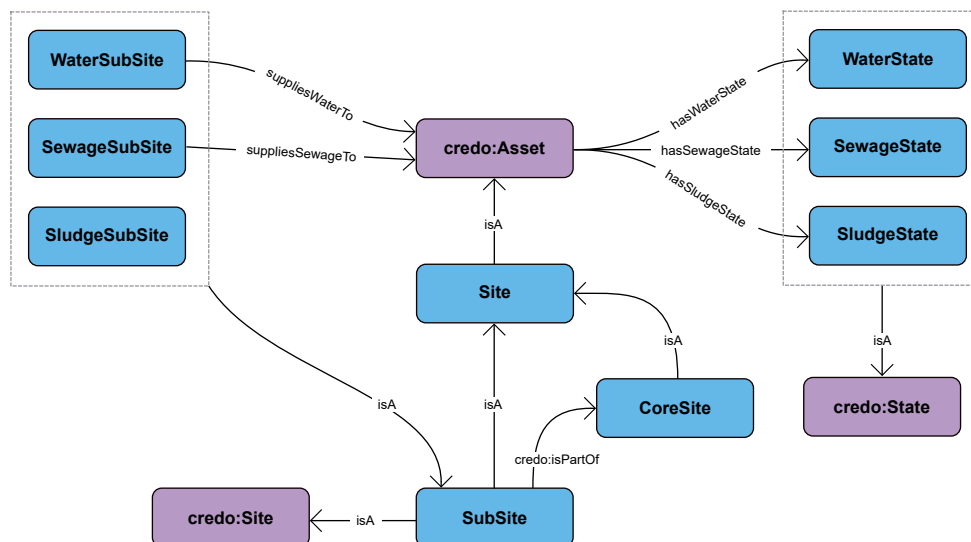 WaterSubSite
WaterState
suppliesWaterTo
hasWaterState
SewageSubSite
suppliesSewageTo
credo:Asset
hasSewageState
SewageState
hasSludgeState
SludgeSubSite
isA
SludgeState
Site
isA
isA
isA
isA
CoreSite
credo:State
credo:isPartOf
credo:Site
isA
SubSite